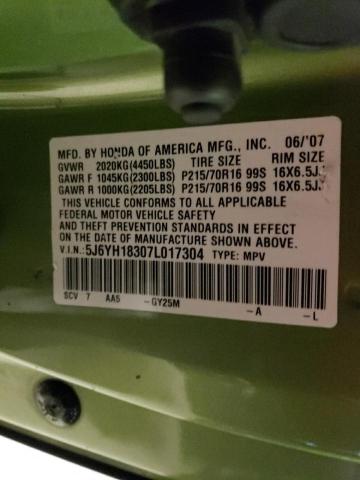 MFD. BY HONDA OF AMERICA MFG., INC. 06/'07
GVWR 2020KG(4450LBS) TIRE SIZE RIM SIZE
GAWR F 1045KG(2300LBS) P215/70R16 99S 16X6.5JJ
GAWR R 1000KG(2205LBS) P215/70R16 99S 16X6.5JJ
THIS VEHICLE CONFORMS TO ALL APPLICABLE
FEDERAL MOTOR VEHICLE SAFETY
AND THEFT PREVENTION STANDARDS IN EFFECT
ON THE DATE OF MANUFACTURE SHOWN ABOVE.
V.I.N.: 5J6YH18307L017304 TYPE: MPV
SCV 7 AA5 -GY25M -A -L